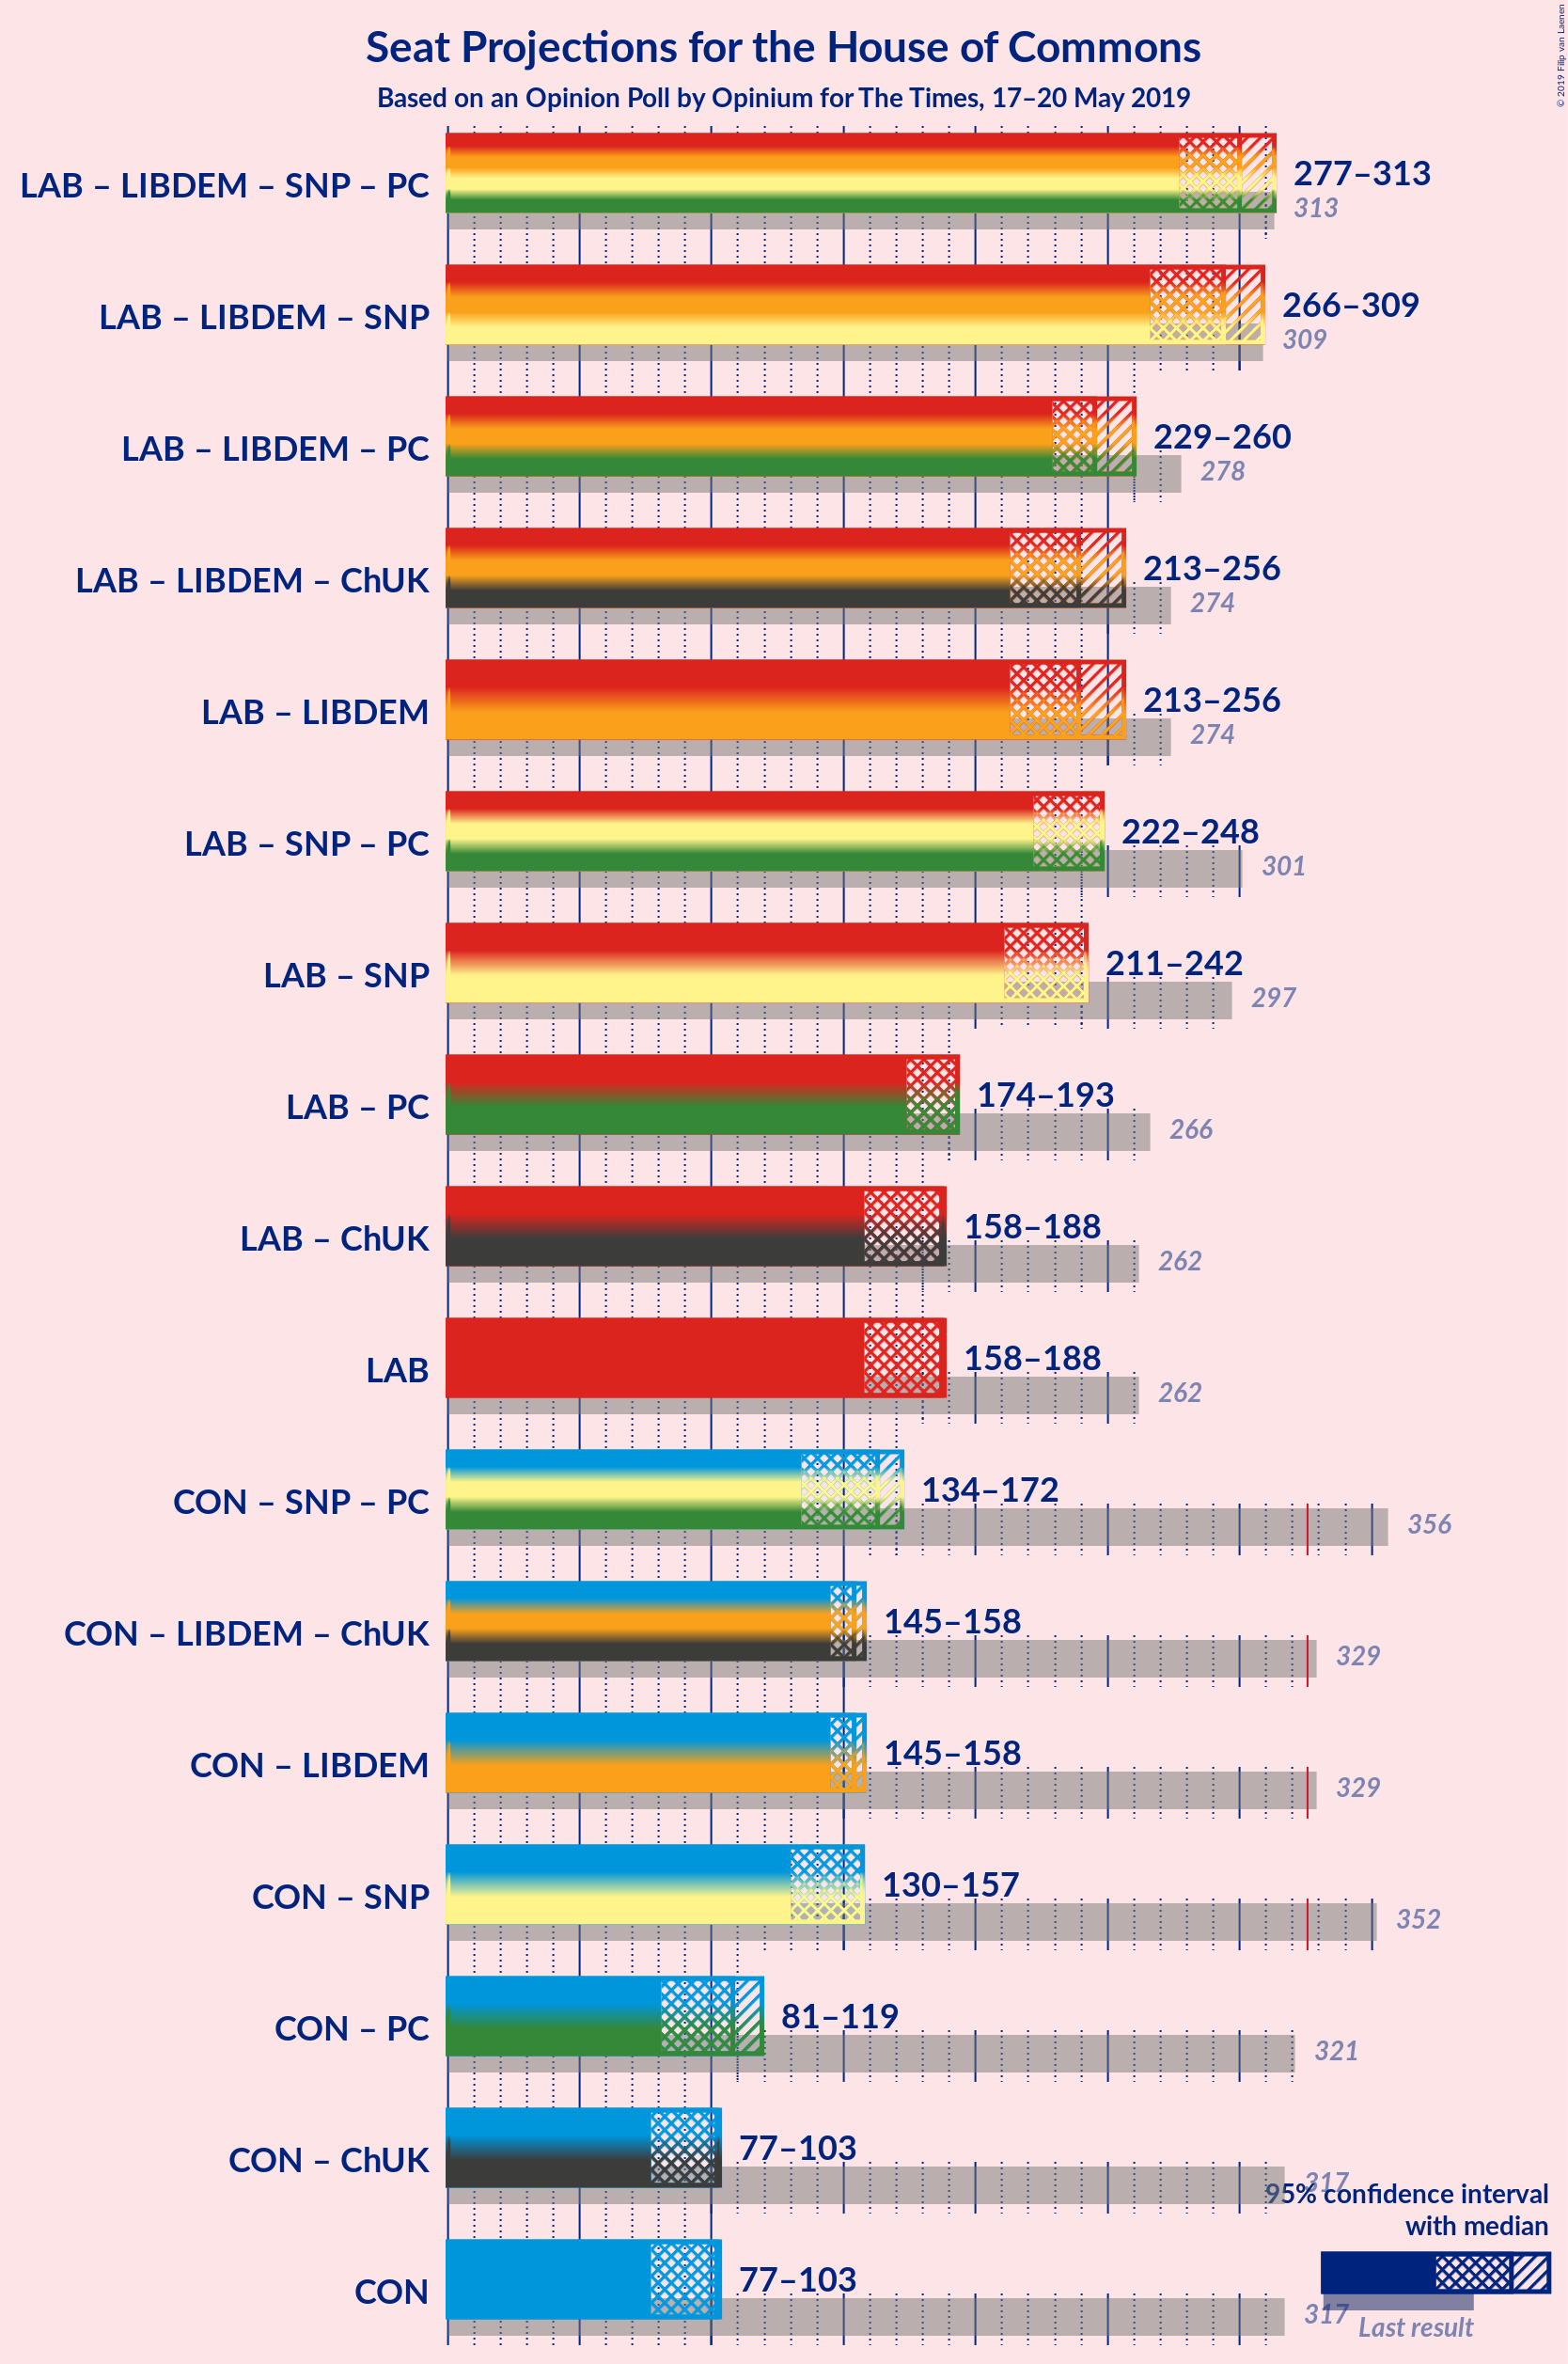 © 2019 Filip van Laenen
Seat Projections for the House of Commons
Based on an Opinion Poll by Opinium for The Times, 17–20 May 2019
LAB – LIBDEM – SNP – PC
277–313
313
LAB – LIBDEM – SNP
266–309
309
LAB – LIBDEM – PC
229–260
278
LAB – LIBDEM – ChUK
213–256
274
LAB – LIBDEM
213–256
274
LAB – SNP – PC
222–248
301
LAB – SNP
211–242
297
LAB – PC
174–193
266
LAB – ChUK
158–188
262
LAB
158–188
262
CON – SNP – PC
134–172
356
CON – LIBDEM – ChUK
145–158
329
CON – LIBDEM
145–158
329
CON – SNP
130–157
352
CON – PC
81–119
321
CON – ChUK
77–103
317
CON
77–103
317
95% confidence interval
with median
Last result